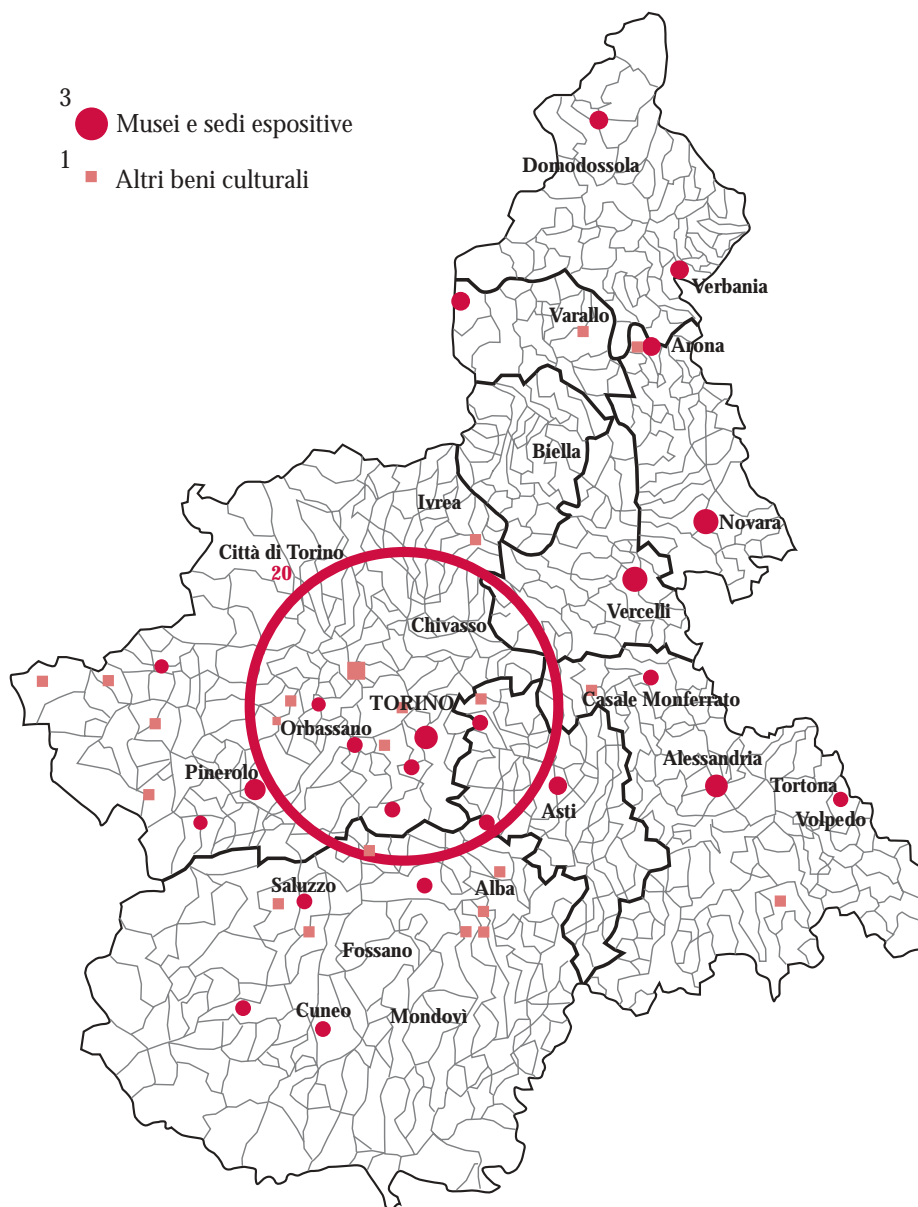 3
Musei e sedi espositive
1
Altri beni culturali
Domodossola
Verbania
Varallo
Arona
Biella
Ivrea
Novara
Città di Torino
20
Vercelli
Chivasso
TORINO
Casale Monferrato
Orbassano
Pinerolo
Alessandria
Tortona
Asti
Volpedo
Saluzzo
Alba
Fossano
Cuneo
Mondovì